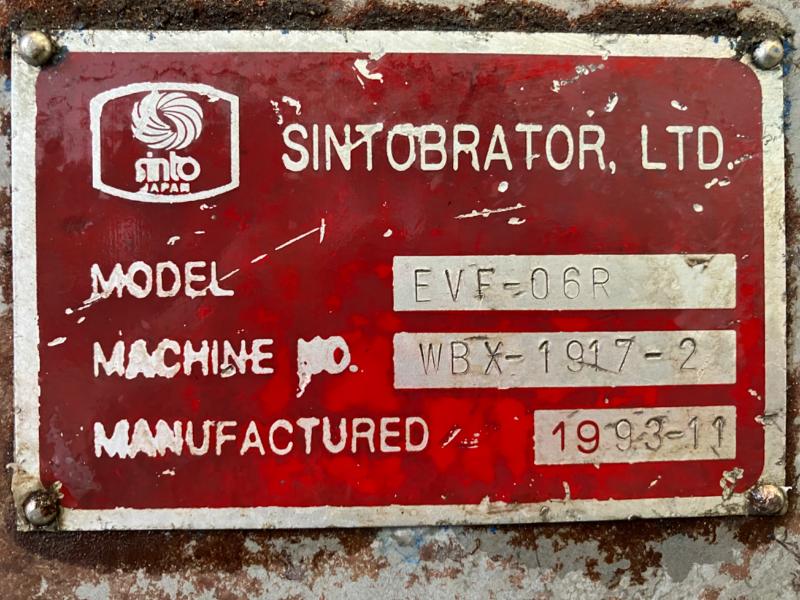 sinto
JAPAN
SINTOBRATOR, LTD.
MODEL EVF-06R
MACHINE NO. WBX-1917-2
MANUFACTURED 1993-11